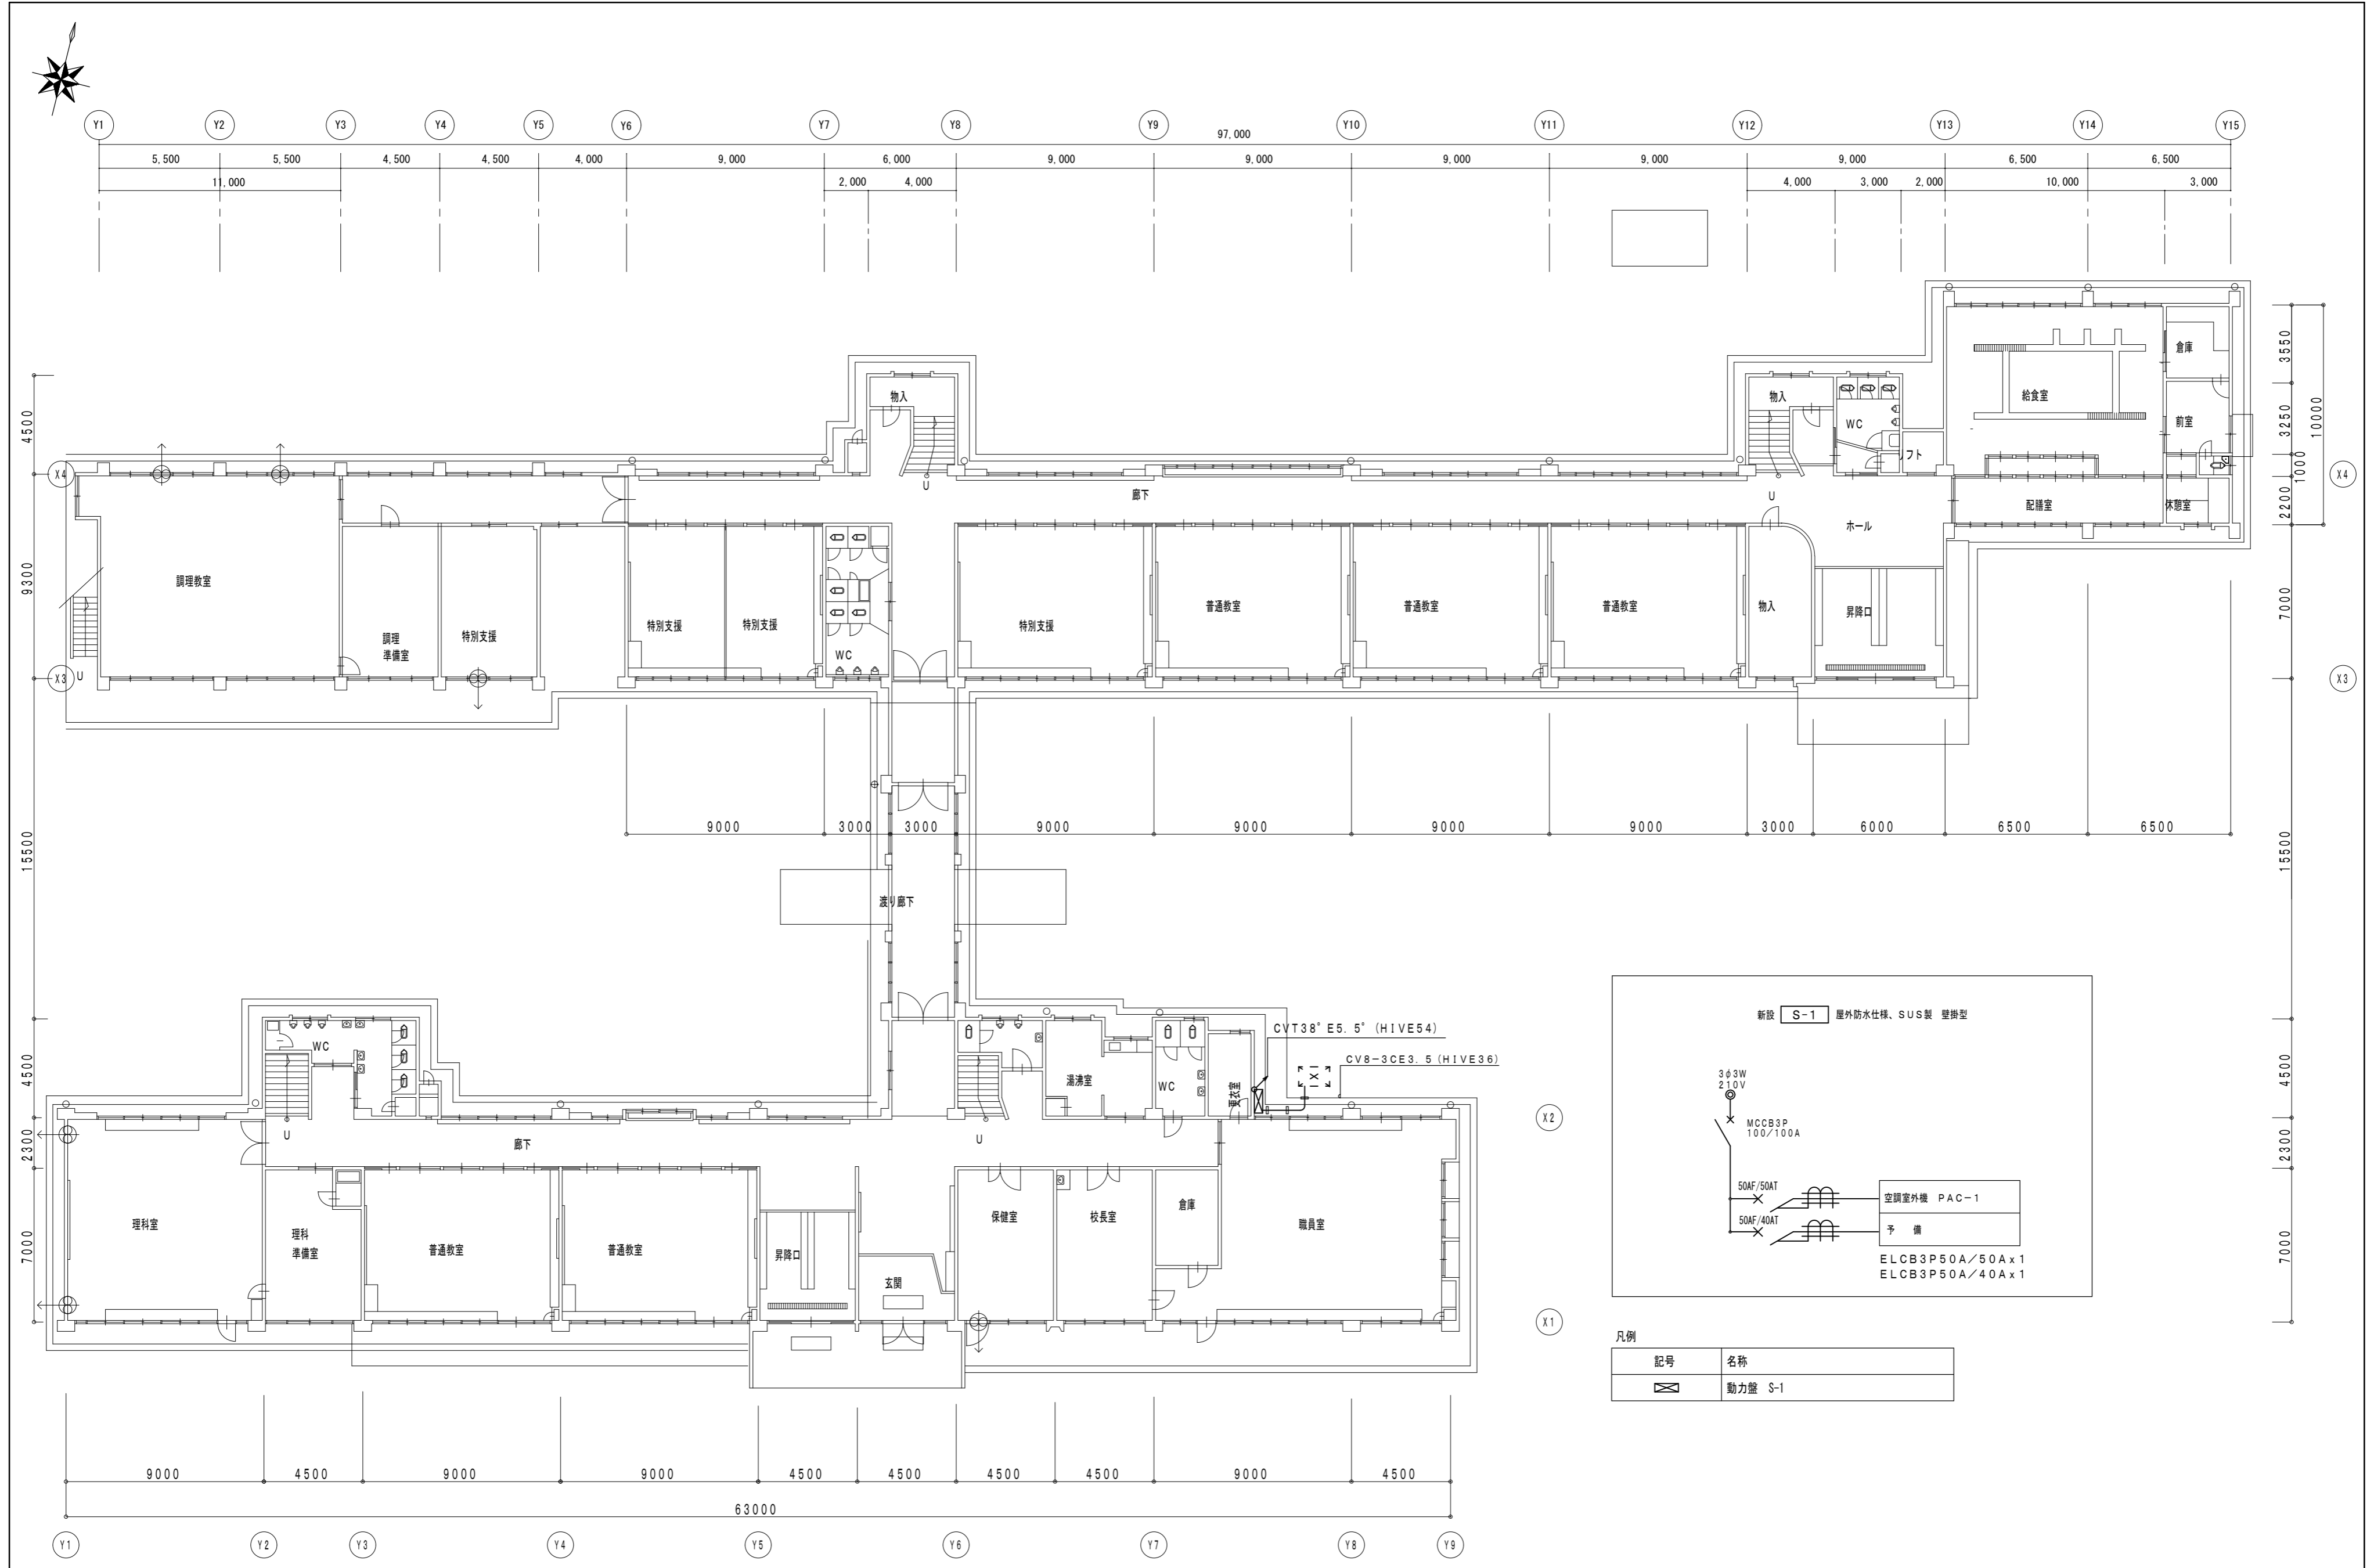 Y1 Y2 Y3 Y4 Y5 Y6 Y7 Y8 Y9 Y10 Y11 Y12 Y13 Y14 Y15
97,000
5,500 5,500 4,500 4,500 4,000 9,000 6,000 9,000 9,000 9,000 9,000 9,000 6,500 6,500
11,000 2,000 4,000 4,000 3,000 2,000 10,000 3,000
4500
9300
15500
4500
2300
7000
3550
3250
1000
2200
10000
7000
15500
4500
2300
7000
物入
物入
WC
リフト
給食室
倉庫
前室
X4
X4
U
廊下
U
ホール
配膳室
休憩室
調理教室
調理
準備室
特別支援
特別支援
特別支援
WC
特別支援
普通教室
普通教室
普通教室
物入
昇降口
X3
U
X3
9000 3000 3000 9000 9000 9000 9000 3000 6000 6500 6500
渡り廊下
WC
湯沸室
WC
更衣室
CVT38°E5.5°(HIVE54)
CV8-3CE3.5(HIVE36)
X2
U
廊下
U
理科室
理科
準備室
普通教室
普通教室
昇降口
玄関
保健室
校長室
倉庫
職員室
X1
新設 S-1 屋外防水仕様、SUS製 壁掛型
3φ3W
210V
MCCB3P
100/100A
50AF/50AT
空調室外機 PAC-1
50AF/40AT
予 備
ELCB3P50A/50Ax1
ELCB3P50A/40Ax1
凡例
記号 名称
動力盤 S-1
9000 4500 9000 9000 4500 4500 4500 4500 9000 4500
63000
Y1 Y2 Y3 Y4 Y5 Y6 Y7 Y8 Y9